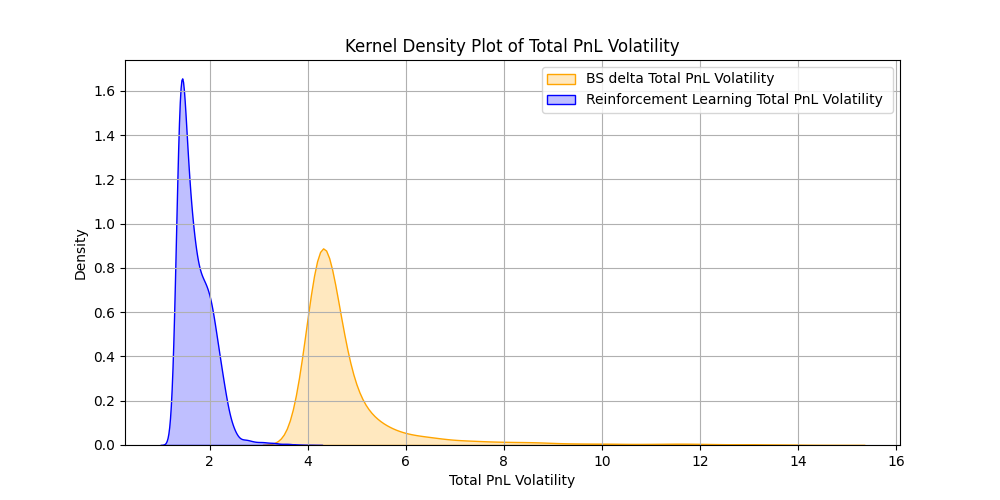 Kernel Density Plot of Total PnL Volatility
BS delta Total PnL Volatility
Reinforcement Learning Total PnL Volatility
Density
1.6
1.4
1.2
1.0
0.8
0.6
0.4
0.2
0.0
2 4 6 8 10 12 14 16
Total PnL Volatility